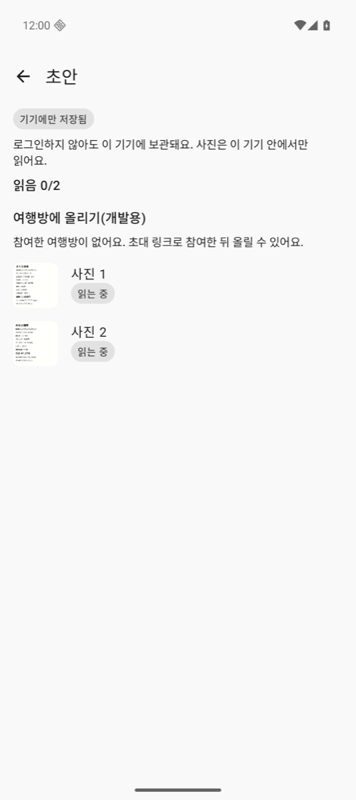 12:00
초안
기기에만 저장됨
로그인하지 않아도 이 기기에 보관돼요. 사진은 이 기기 안에서만
읽어요.
읽음 0/2
여행방에 올리기(개발용)
참여한 여행방이 없어요. 초대 링크로 참여한 뒤 올릴 수 있어요.
사진 1
읽는 중
사진 2
읽는 중